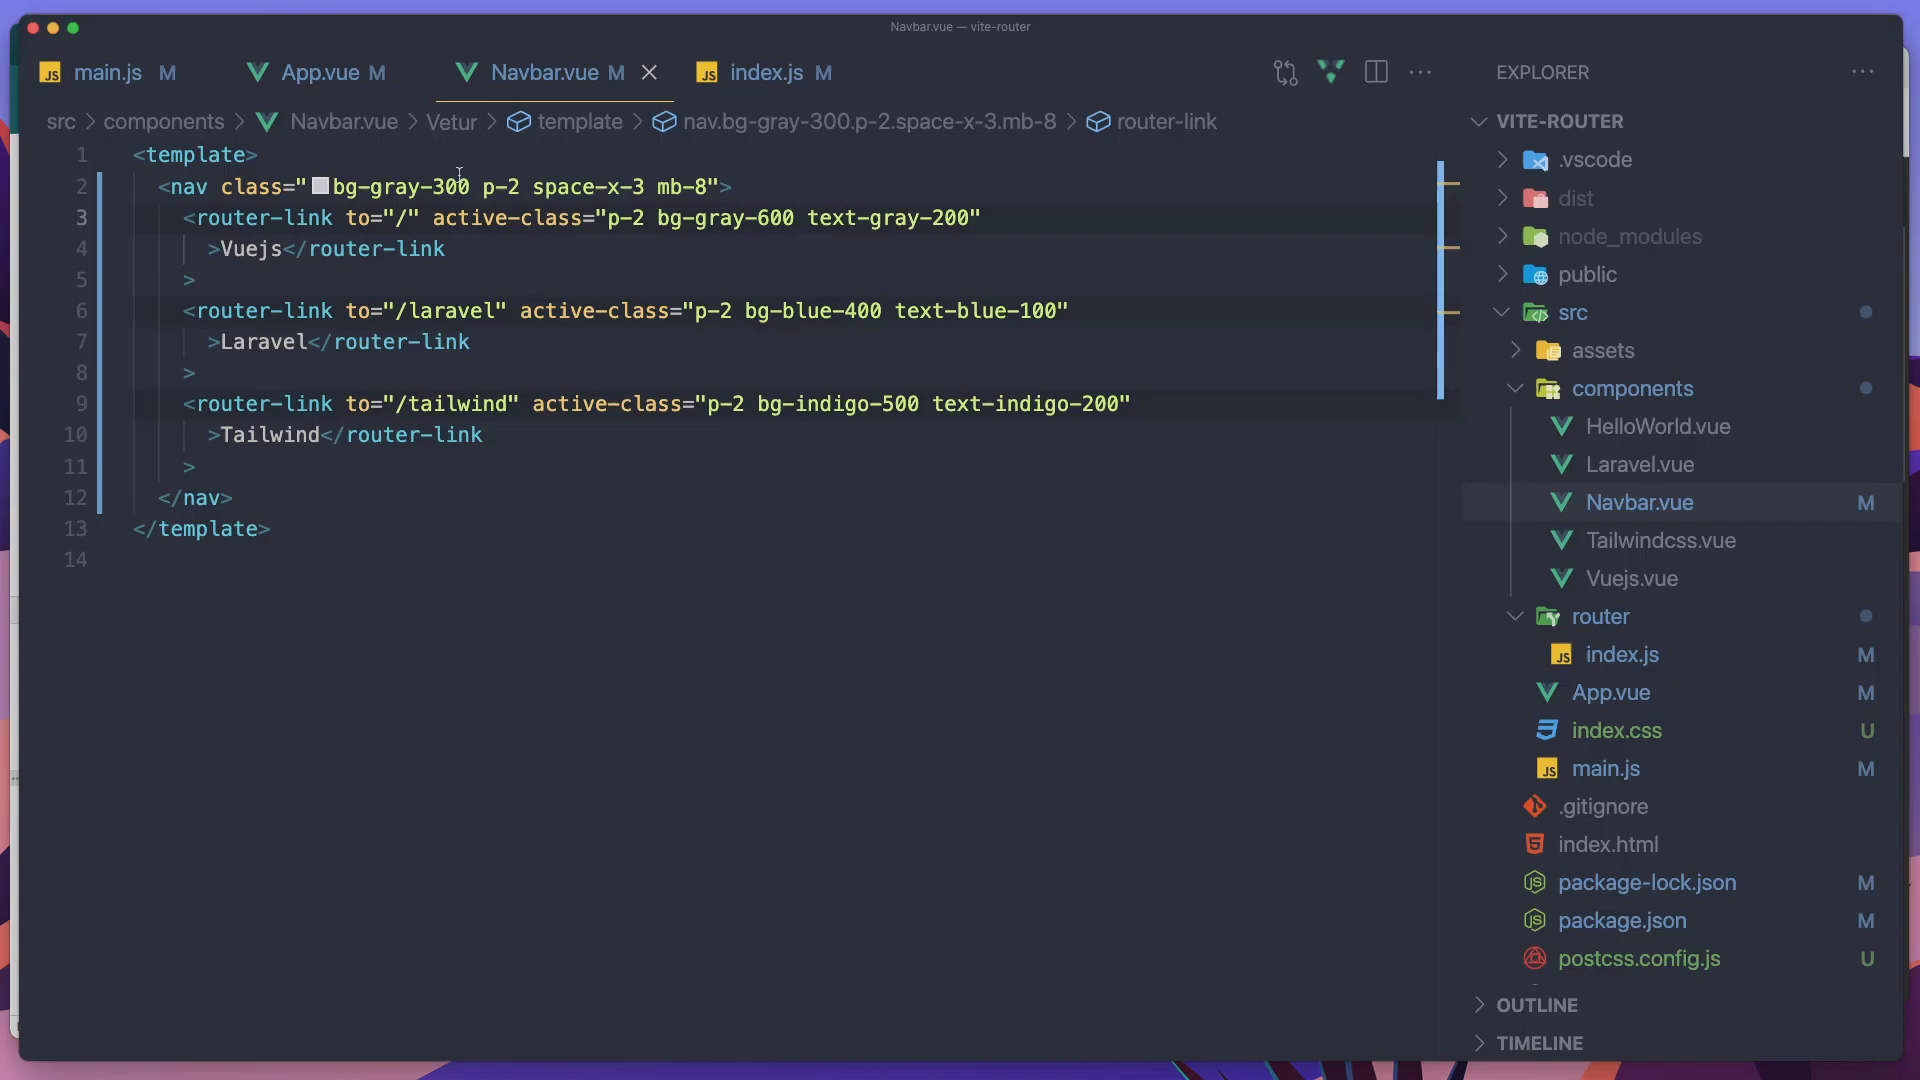 Navbar.vue — vite-router
JS main.js M App.vue M Navbar.vue M JS index.js M
src > components > Navbar.vue > Vetur > template > nav.bg-gray-300.p-2.space-x-3.mb-8 > router-link
1 <template>
2 <nav class="bg-gray-300 p-2 space-x-3 mb-8">
3 <router-link to="/" active-class="p-2 bg-gray-600 text-gray-200"
4 >Vuejs</router-link
5 >
6 <router-link to="/laravel" active-class="p-2 bg-blue-400 text-blue-100"
7 >Laravel</router-link
8 >
9 <router-link to="/tailwind" active-class="p-2 bg-indigo-500 text-indigo-200"
10 >Tailwind</router-link
11 >
12 </nav>
13 </template>
14
EXPLORER
VITE-ROUTER
.vscode
dist
node_modules
public
src
assets
components
HelloWorld.vue
Laravel.vue
Navbar.vue M
Tailwindcss.vue
Vuejs.vue
router
JS index.js M
App.vue M
index.css U
JS main.js M
.gitignore
index.html
package-lock.json M
package.json M
postcss.config.js U
OUTLINE
TIMELINE